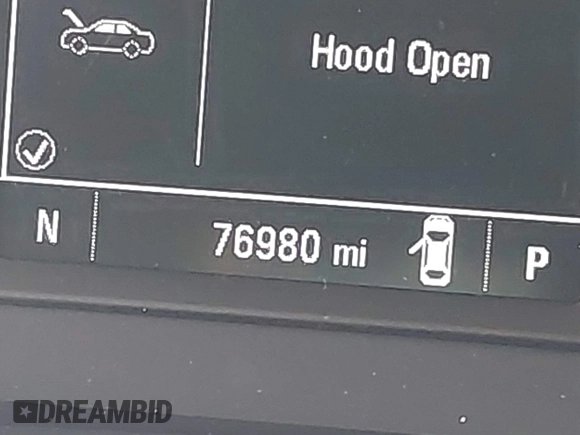 Hood Open
N
76980 mi
P
DREAMBID